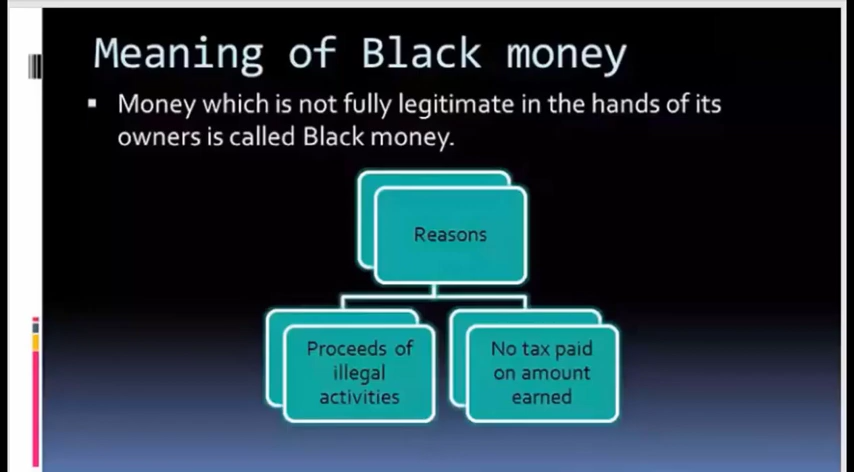 Meaning of Black money
▪ Money which is not fully legitimate in the hands of its
owners is called Black money.
Reasons
Proceeds of
illegal
activities
No tax paid
on amount
earned